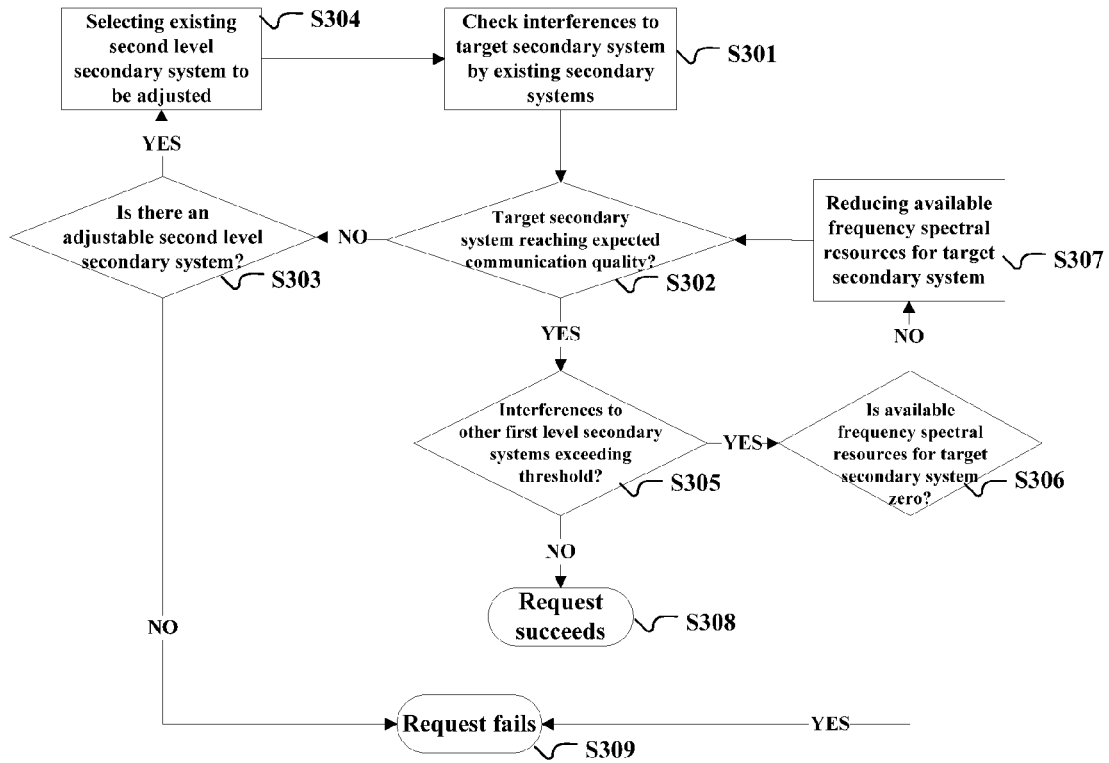 Selecting existing
second level
secondary system to
be adjusted
S304
Check interferences to
target secondary system
by existing secondary
systems
S301
YES
Is there an
adjustable second level
secondary system?
S303
NO
Target secondary
system reaching expected
communication quality?
S302
Reducing available
frequency spectral
resources for target
secondary system
S307
YES
NO
Interferences to
other first level secondary
systems exceeding
threshold?
S305
YES
Is available
frequency spectral
resources for target
secondary system
zero?
S306
NO
Request
succeeds
S308
NO
Request fails
S309
YES